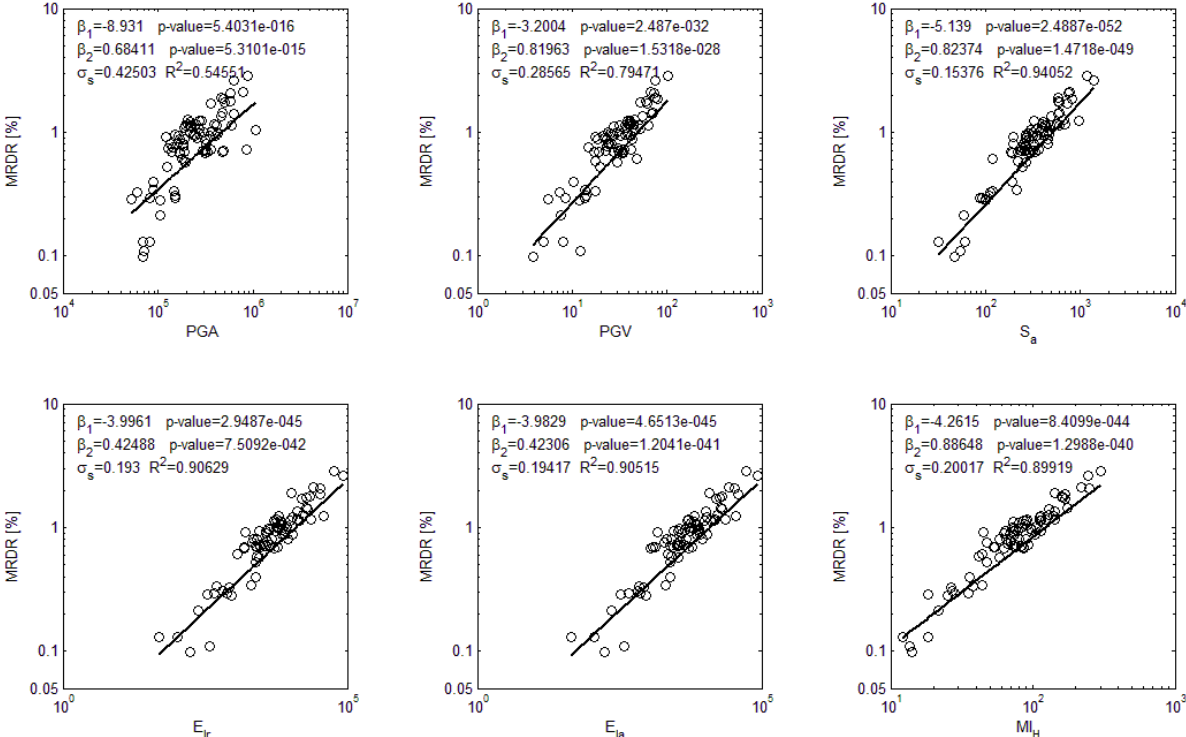 β1=-8.931 p-value=5.4031e-016
β2=0.68411 p-value=5.3101e-015
σs=0.42503 R2=0.54551
10
1
0.1
0.05
MRDR [%]
10^4 10^5 10^6 10^7
PGA
β1=-3.2004 p-value=2.487e-032
β2=0.81963 p-value=1.5318e-028
σs=0.28565 R2=0.79471
10
1
0.1
0.05
MRDR [%]
10^0 10^1 10^2 10^3
PGV
β1=-5.139 p-value=2.4887e-052
β2=0.82374 p-value=1.4718e-049
σs=0.15376 R2=0.94052
10
1
0.1
0.05
MRDR [%]
10^1 10^2 10^3 10^4
Sa
β1=-3.9961 p-value=2.9487e-045
β2=0.42488 p-value=7.5092e-042
σs=0.193 R2=0.90629
10
1
0.1
0.05
MRDR [%]
10^0 10^5
EIr
β1=-3.9829 p-value=4.6513e-045
β2=0.42306 p-value=1.2041e-041
σs=0.19417 R2=0.90515
10
1
0.1
0.05
MRDR [%]
10^0 10^5
EIa
β1=-4.2615 p-value=8.4099e-044
β2=0.88648 p-value=1.2988e-040
σs=0.20017 R2=0.89919
10
1
0.1
0.05
MRDR [%]
10^1 10^2 10^3
MIH